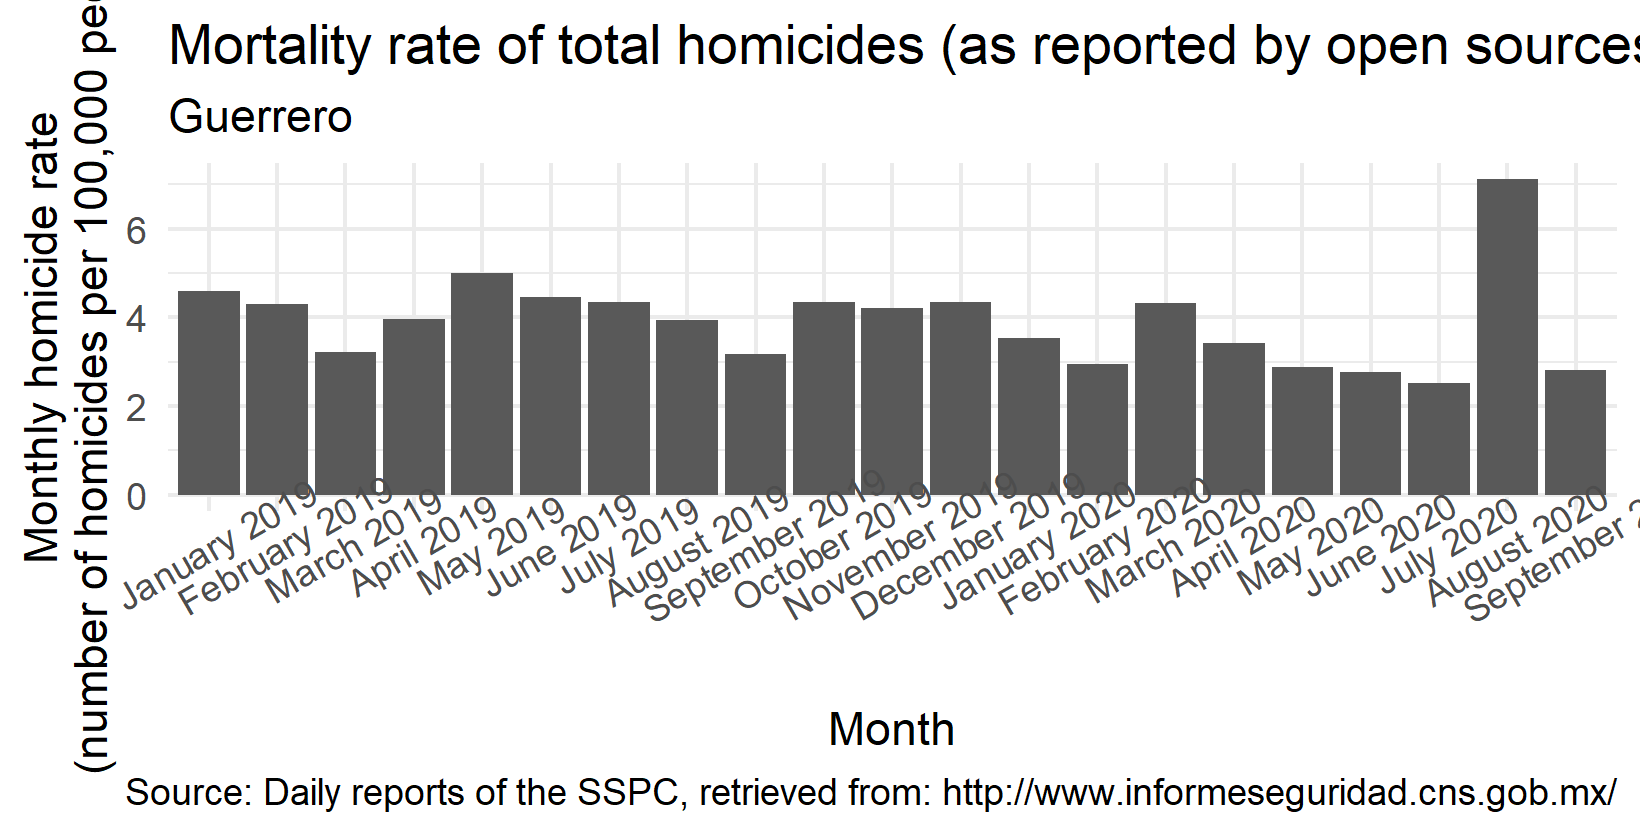 Mortality rate of total homicides (as reported by open sources
Guerrero
Monthly homicide rate
(number of homicides per 100,000
6
4
2
0
January 2019
February 2019
March 2019
April 2019
May 2019
June 2019
July 2019
August 2019
September 2019
October 2019
November 2019
December 2019
January 2020
February 2020
March 2020
April 2020
May 2020
June 2020
July 2020
August 2020
September
Month
Source: Daily reports of the SSPC, retrieved from: http://www.informeseguridad.cns.gob.mx/